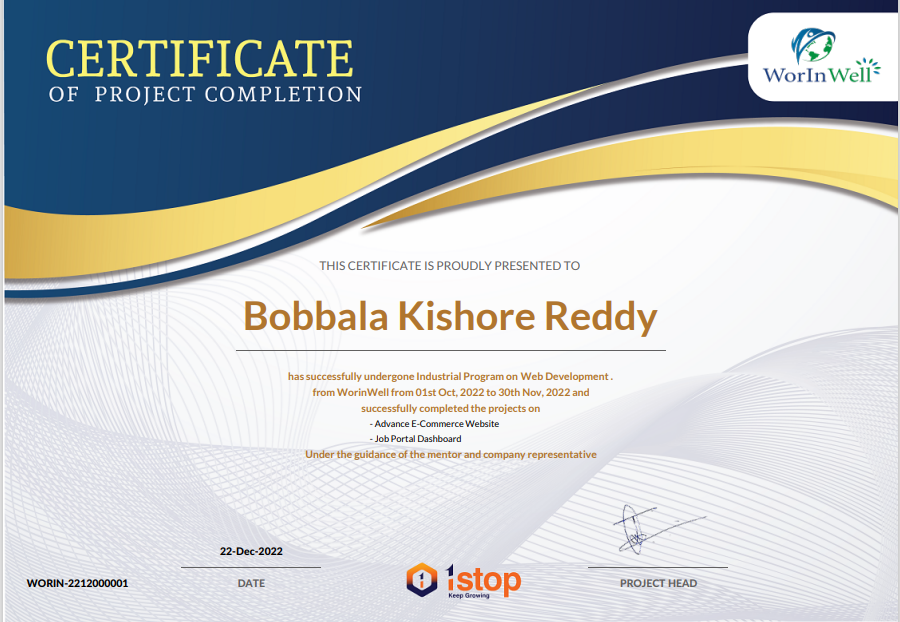 CERTIFICATE
OF PROJECT COMPLETION
WorInWell
THIS CERTIFICATE IS PROUDLY PRESENTED TO
Bobbala Kishore Reddy
has successfully undergone Industrial Program on Web Development .
from WorinWell from 01st Oct, 2022 to 30th Nov, 2022 and
successfully completed the projects on
- Advance E-Commerce Website
- Job Portal Dashboard
Under the guidance of the mentor and company representative
22-Dec-2022
WORIN-2212000001
DATE
1stop
Keep Growing
PROJECT HEAD